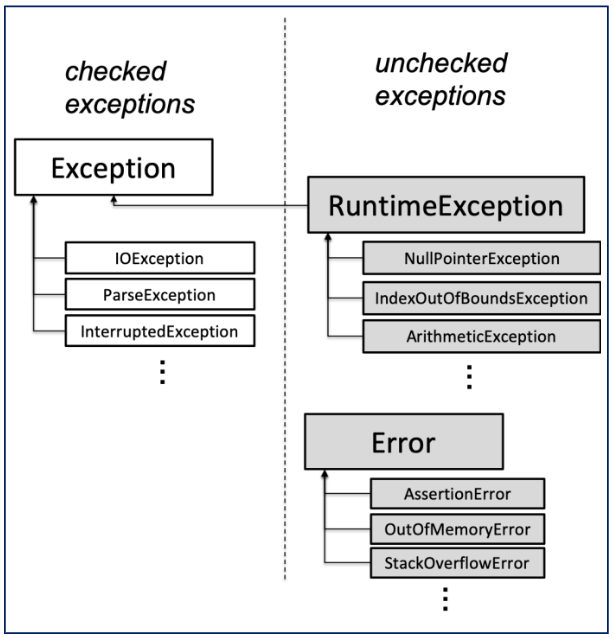 checked
exceptions
unchecked
exceptions
Exception
IOException
ParseException
InterruptedException
RuntimeException
NullPointerException
IndexOutOfBoundsException
ArithmeticException
Error
AssertionError
OutOfMemoryError
StackOverflowError